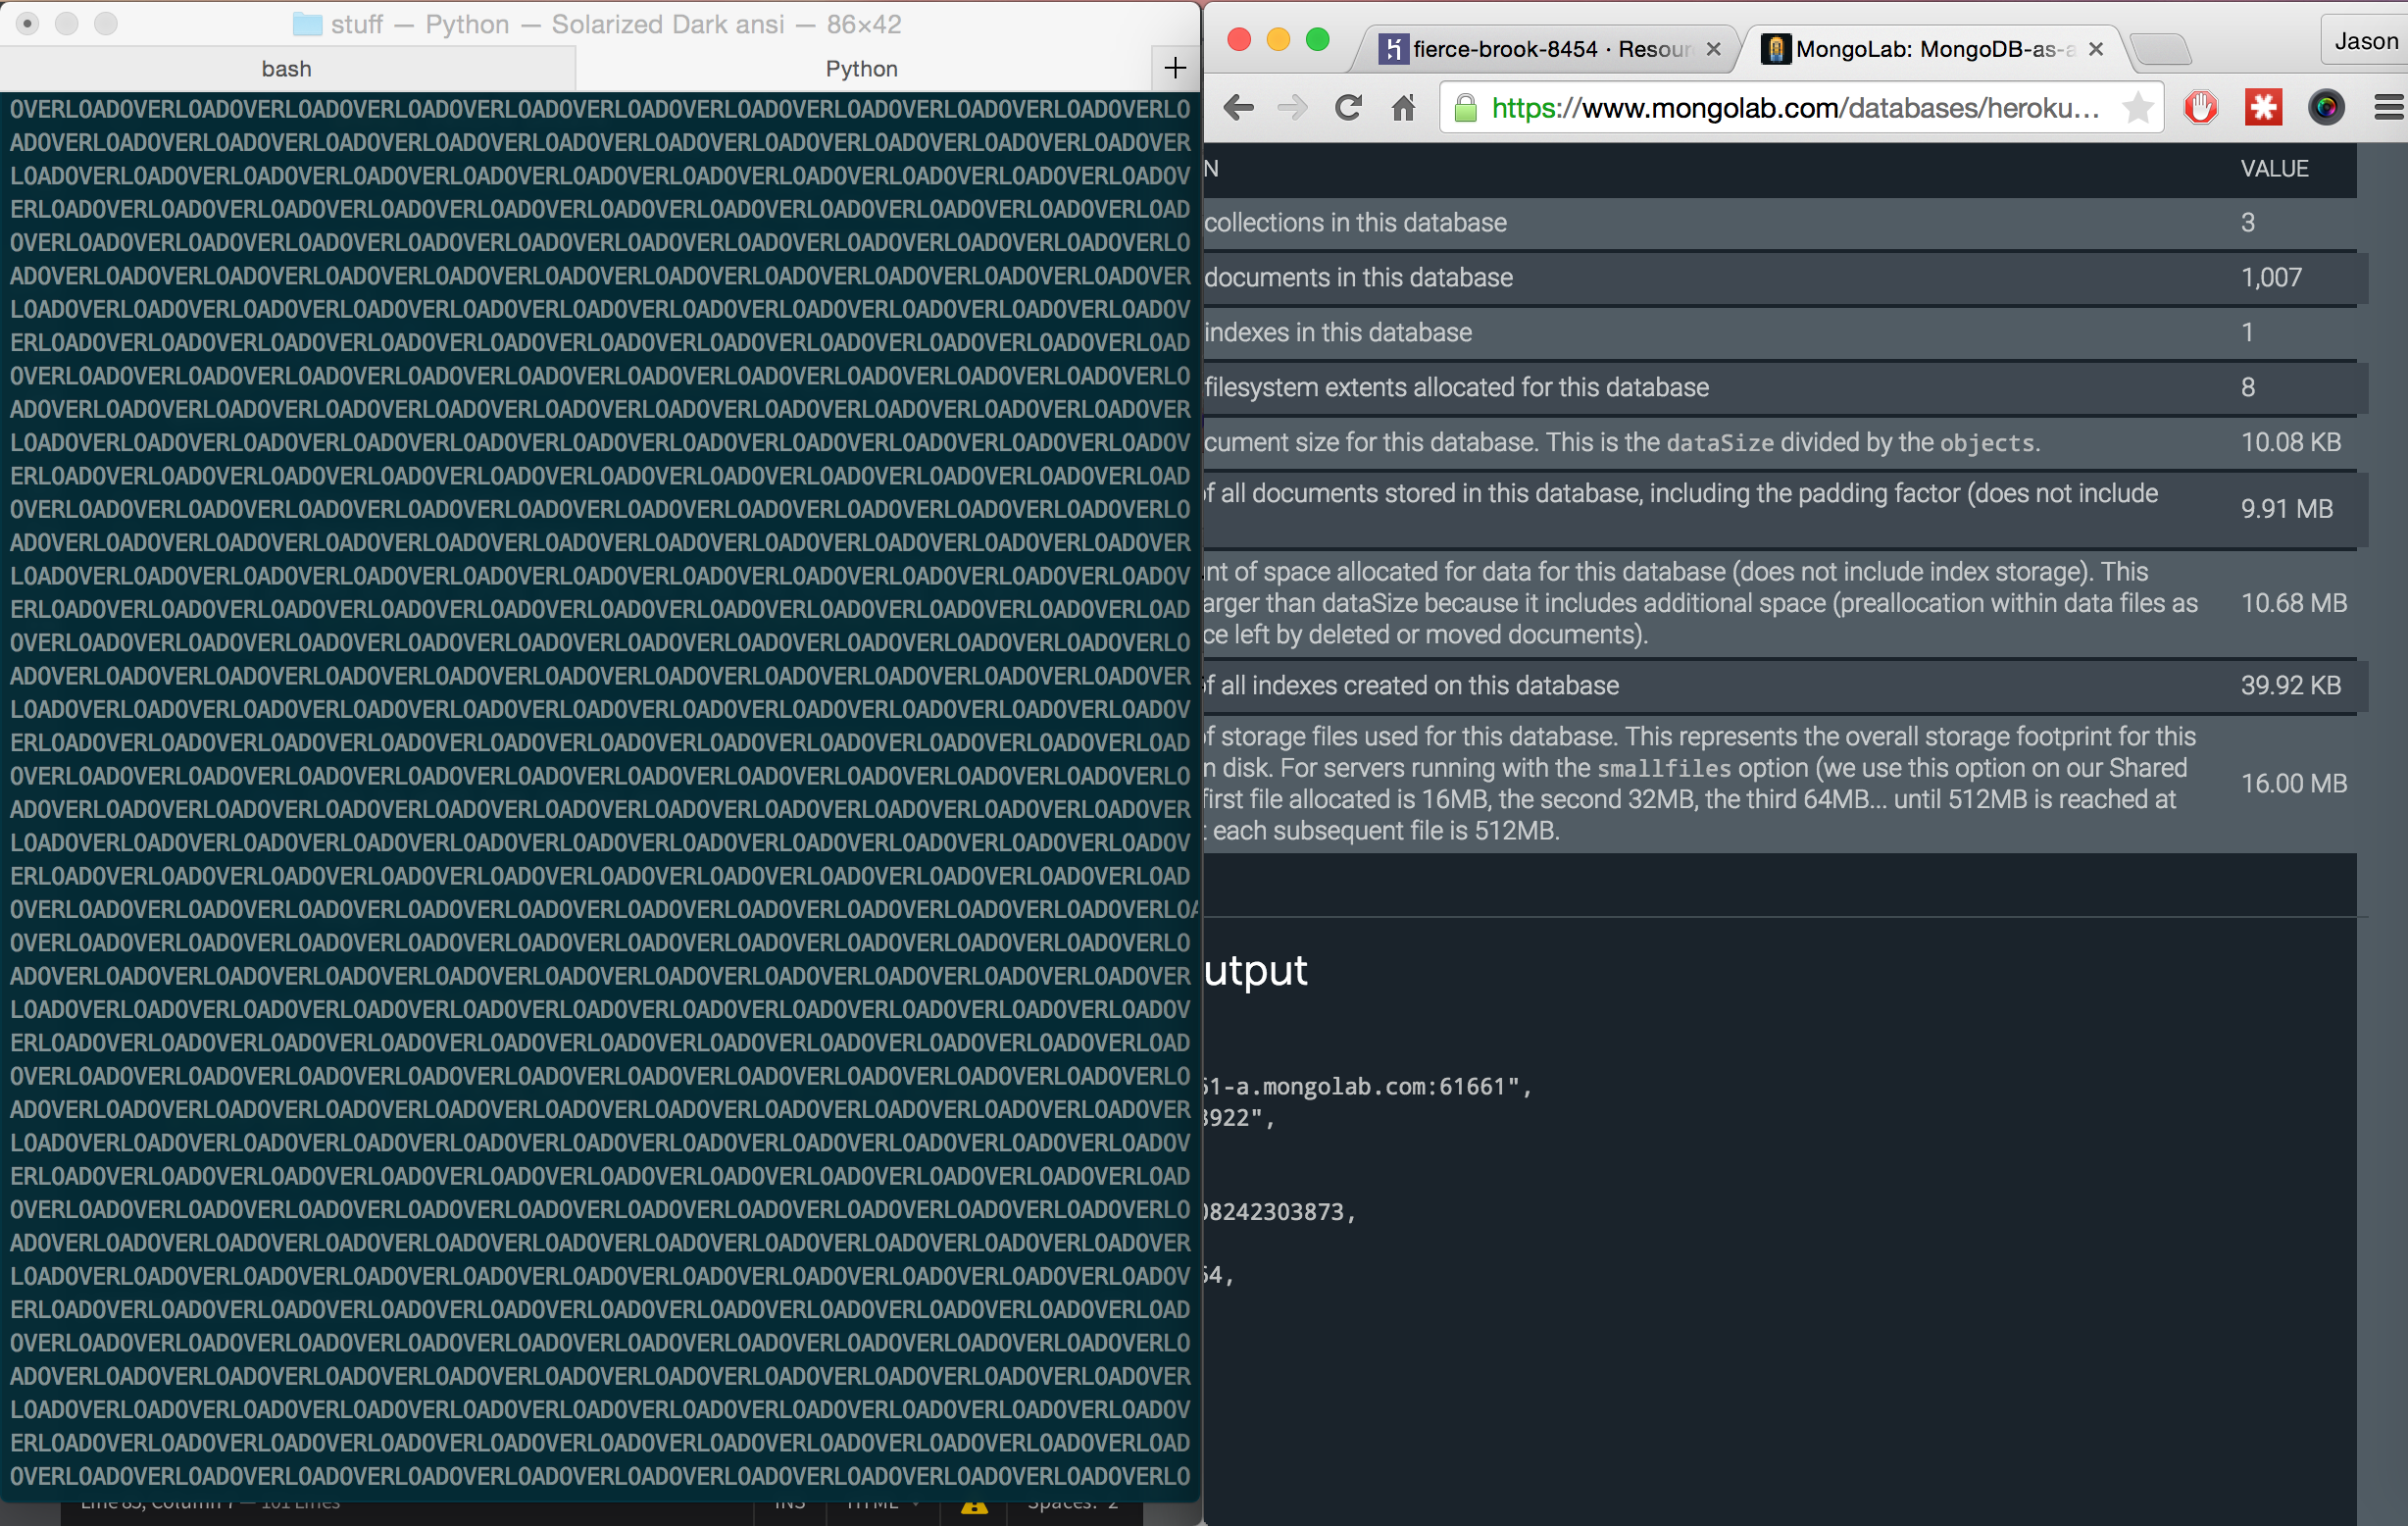 stuff — Python — Solarized Dark ansi — 86×42
bash
Python
OVERLOADOVERLOADOVERLOADOVERLOADOVERLOADOVERLOADOVERLOADOVERLOADOVERLOADOVERLOADOVERLO
ADOVERLOADOVERLOADOVERLOADOVERLOADOVERLOADOVERLOADOVERLOADOVERLOADOVERLOADOVERLOADOVER
LOADOVERLOADOVERLOADOVERLOADOVERLOADOVERLOADOVERLOADOVERLOADOVERLOADOVERLOADOVERLOADOV
ERLOADOVERLOADOVERLOADOVERLOADOVERLOADOVERLOADOVERLOADOVERLOADOVERLOADOVERLOADOVERLOAD
OVERLOADOVERLOADOVERLOADOVERLOADOVERLOADOVERLOADOVERLOADOVERLOADOVERLOADOVERLOADOVERLO
ADOVERLOADOVERLOADOVERLOADOVERLOADOVERLOADOVERLOADOVERLOADOVERLOADOVERLOADOVERLOADOVER
LOADOVERLOADOVERLOADOVERLOADOVERLOADOVERLOADOVERLOADOVERLOADOVERLOADOVERLOADOVERLOADOV
ERLOADOVERLOADOVERLOADOVERLOADOVERLOADOVERLOADOVERLOADOVERLOADOVERLOADOVERLOADOVERLOAD
OVERLOADOVERLOADOVERLOADOVERLOADOVERLOADOVERLOADOVERLOADOVERLOADOVERLOADOVERLOADOVERLO
ADOVERLOADOVERLOADOVERLOADOVERLOADOVERLOADOVERLOADOVERLOADOVERLOADOVERLOADOVERLOADOVER
LOADOVERLOADOVERLOADOVERLOADOVERLOADOVERLOADOVERLOADOVERLOADOVERLOADOVERLOADOVERLOADOV
ERLOADOVERLOADOVERLOADOVERLOADOVERLOADOVERLOADOVERLOADOVERLOADOVERLOADOVERLOADOVERLOAD
OVERLOADOVERLOADOVERLOADOVERLOADOVERLOADOVERLOADOVERLOADOVERLOADOVERLOADOVERLOADOVERLO
ADOVERLOADOVERLOADOVERLOADOVERLOADOVERLOADOVERLOADOVERLOADOVERLOADOVERLOADOVERLOADOVER
LOADOVERLOADOVERLOADOVERLOADOVERLOADOVERLOADOVERLOADOVERLOADOVERLOADOVERLOADOVERLOADOV
ERLOADOVERLOADOVERLOADOVERLOADOVERLOADOVERLOADOVERLOADOVERLOADOVERLOADOVERLOADOVERLOAD
OVERLOADOVERLOADOVERLOADOVERLOADOVERLOADOVERLOADOVERLOADOVERLOADOVERLOADOVERLOADOVERLO
ADOVERLOADOVERLOADOVERLOADOVERLOADOVERLOADOVERLOADOVERLOADOVERLOADOVERLOADOVERLOADOVER
LOADOVERLOADOVERLOADOVERLOADOVERLOADOVERLOADOVERLOADOVERLOADOVERLOADOVERLOADOVERLOADOV
ERLOADOVERLOADOVERLOADOVERLOADOVERLOADOVERLOADOVERLOADOVERLOADOVERLOADOVERLOADOVERLOAD
OVERLOADOVERLOADOVERLOADOVERLOADOVERLOADOVERLOADOVERLOADOVERLOADOVERLOADOVERLOADOVERLO
ADOVERLOADOVERLOADOVERLOADOVERLOADOVERLOADOVERLOADOVERLOADOVERLOADOVERLOADOVERLOADOVER
LOADOVERLOADOVERLOADOVERLOADOVERLOADOVERLOADOVERLOADOVERLOADOVERLOADOVERLOADOVERLOADOV
ERLOADOVERLOADOVERLOADOVERLOADOVERLOADOVERLOADOVERLOADOVERLOADOVERLOADOVERLOADOVERLOAD
OVERLOADOVERLOADOVERLOADOVERLOADOVERLOADOVERLOADOVERLOADOVERLOADOVERLOADOVERLOADOVERLOA
OVERLOADOVERLOADOVERLOADOVERLOADOVERLOADOVERLOADOVERLOADOVERLOADOVERLOADOVERLOADOVERLO
ADOVERLOADOVERLOADOVERLOADOVERLOADOVERLOADOVERLOADOVERLOADOVERLOADOVERLOADOVERLOADOVER
LOADOVERLOADOVERLOADOVERLOADOVERLOADOVERLOADOVERLOADOVERLOADOVERLOADOVERLOADOVERLOADOV
ERLOADOVERLOADOVERLOADOVERLOADOVERLOADOVERLOADOVERLOADOVERLOADOVERLOADOVERLOADOVERLOAD
OVERLOADOVERLOADOVERLOADOVERLOADOVERLOADOVERLOADOVERLOADOVERLOADOVERLOADOVERLOADOVERLO
ADOVERLOADOVERLOADOVERLOADOVERLOADOVERLOADOVERLOADOVERLOADOVERLOADOVERLOADOVERLOADOVER
LOADOVERLOADOVERLOADOVERLOADOVERLOADOVERLOADOVERLOADOVERLOADOVERLOADOVERLOADOVERLOADOV
ERLOADOVERLOADOVERLOADOVERLOADOVERLOADOVERLOADOVERLOADOVERLOADOVERLOADOVERLOADOVERLOAD
OVERLOADOVERLOADOVERLOADOVERLOADOVERLOADOVERLOADOVERLOADOVERLOADOVERLOADOVERLOADOVERLO
ADOVERLOADOVERLOADOVERLOADOVERLOADOVERLOADOVERLOADOVERLOADOVERLOADOVERLOADOVERLOADOVER
LOADOVERLOADOVERLOADOVERLOADOVERLOADOVERLOADOVERLOADOVERLOADOVERLOADOVERLOADOVERLOADOV
ERLOADOVERLOADOVERLOADOVERLOADOVERLOADOVERLOADOVERLOADOVERLOADOVERLOADOVERLOADOVERLOAD
OVERLOADOVERLOADOVERLOADOVERLOADOVERLOADOVERLOADOVERLOADOVERLOADOVERLOADOVERLOADOVERLO
ADOVERLOADOVERLOADOVERLOADOVERLOADOVERLOADOVERLOADOVERLOADOVERLOADOVERLOADOVERLOADOVER
LOADOVERLOADOVERLOADOVERLOADOVERLOADOVERLOADOVERLOADOVERLOADOVERLOADOVERLOADOVERLOADOV
ERLOADOVERLOADOVERLOADOVERLOADOVERLOADOVERLOADOVERLOADOVERLOADOVERLOADOVERLOADOVERLOAD
OVERLOADOVERLOADOVERLOADOVERLOADOVERLOADOVERLOADOVERLOADOVERLOADOVERLOADOVERLOADOVERLO
Line 85, Column 7 — 101 Lines INS HTML Spaces: 2
fierce-brook-8454 · Resour
MongoLab: MongoDB-as-a
Jason
https://www.mongolab.com/databases/heroku...
N VALUE
collections in this database 3
documents in this database 1,007
indexes in this database 1
filesystem extents allocated for this database 8
cument size for this database. This is the dataSize divided by the objects. 10.08 KB
f all documents stored in this database, including the padding factor (does not include
9.91 MB
nt of space allocated for data for this database (does not include index storage). This
arger than dataSize because it includes additional space (preallocation within data files as 10.68 MB
ce left by deleted or moved documents).
f all indexes created on this database 39.92 KB
f storage files used for this database. This represents the overall storage footprint for this
n disk. For servers running with the smallfiles option (we use this option on our Shared 16.00 MB
first file allocated is 16MB, the second 32MB, the third 64MB... until 512MB is reached at
t each subsequent file is 512MB.
utput
61-a.mongolab.com:61661",
3922",
08242303873,
64,